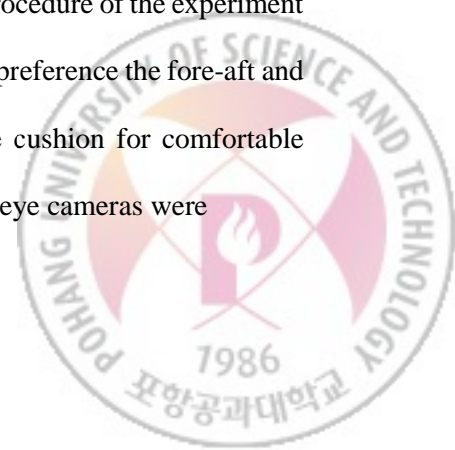 rocedure of the experiment
preference the fore-aft and
cushion for comfortable
eye cameras were
POHANG UNIVERSITY OF SCIENCE AND TECHNOLOGY
1986
포항공과대학교